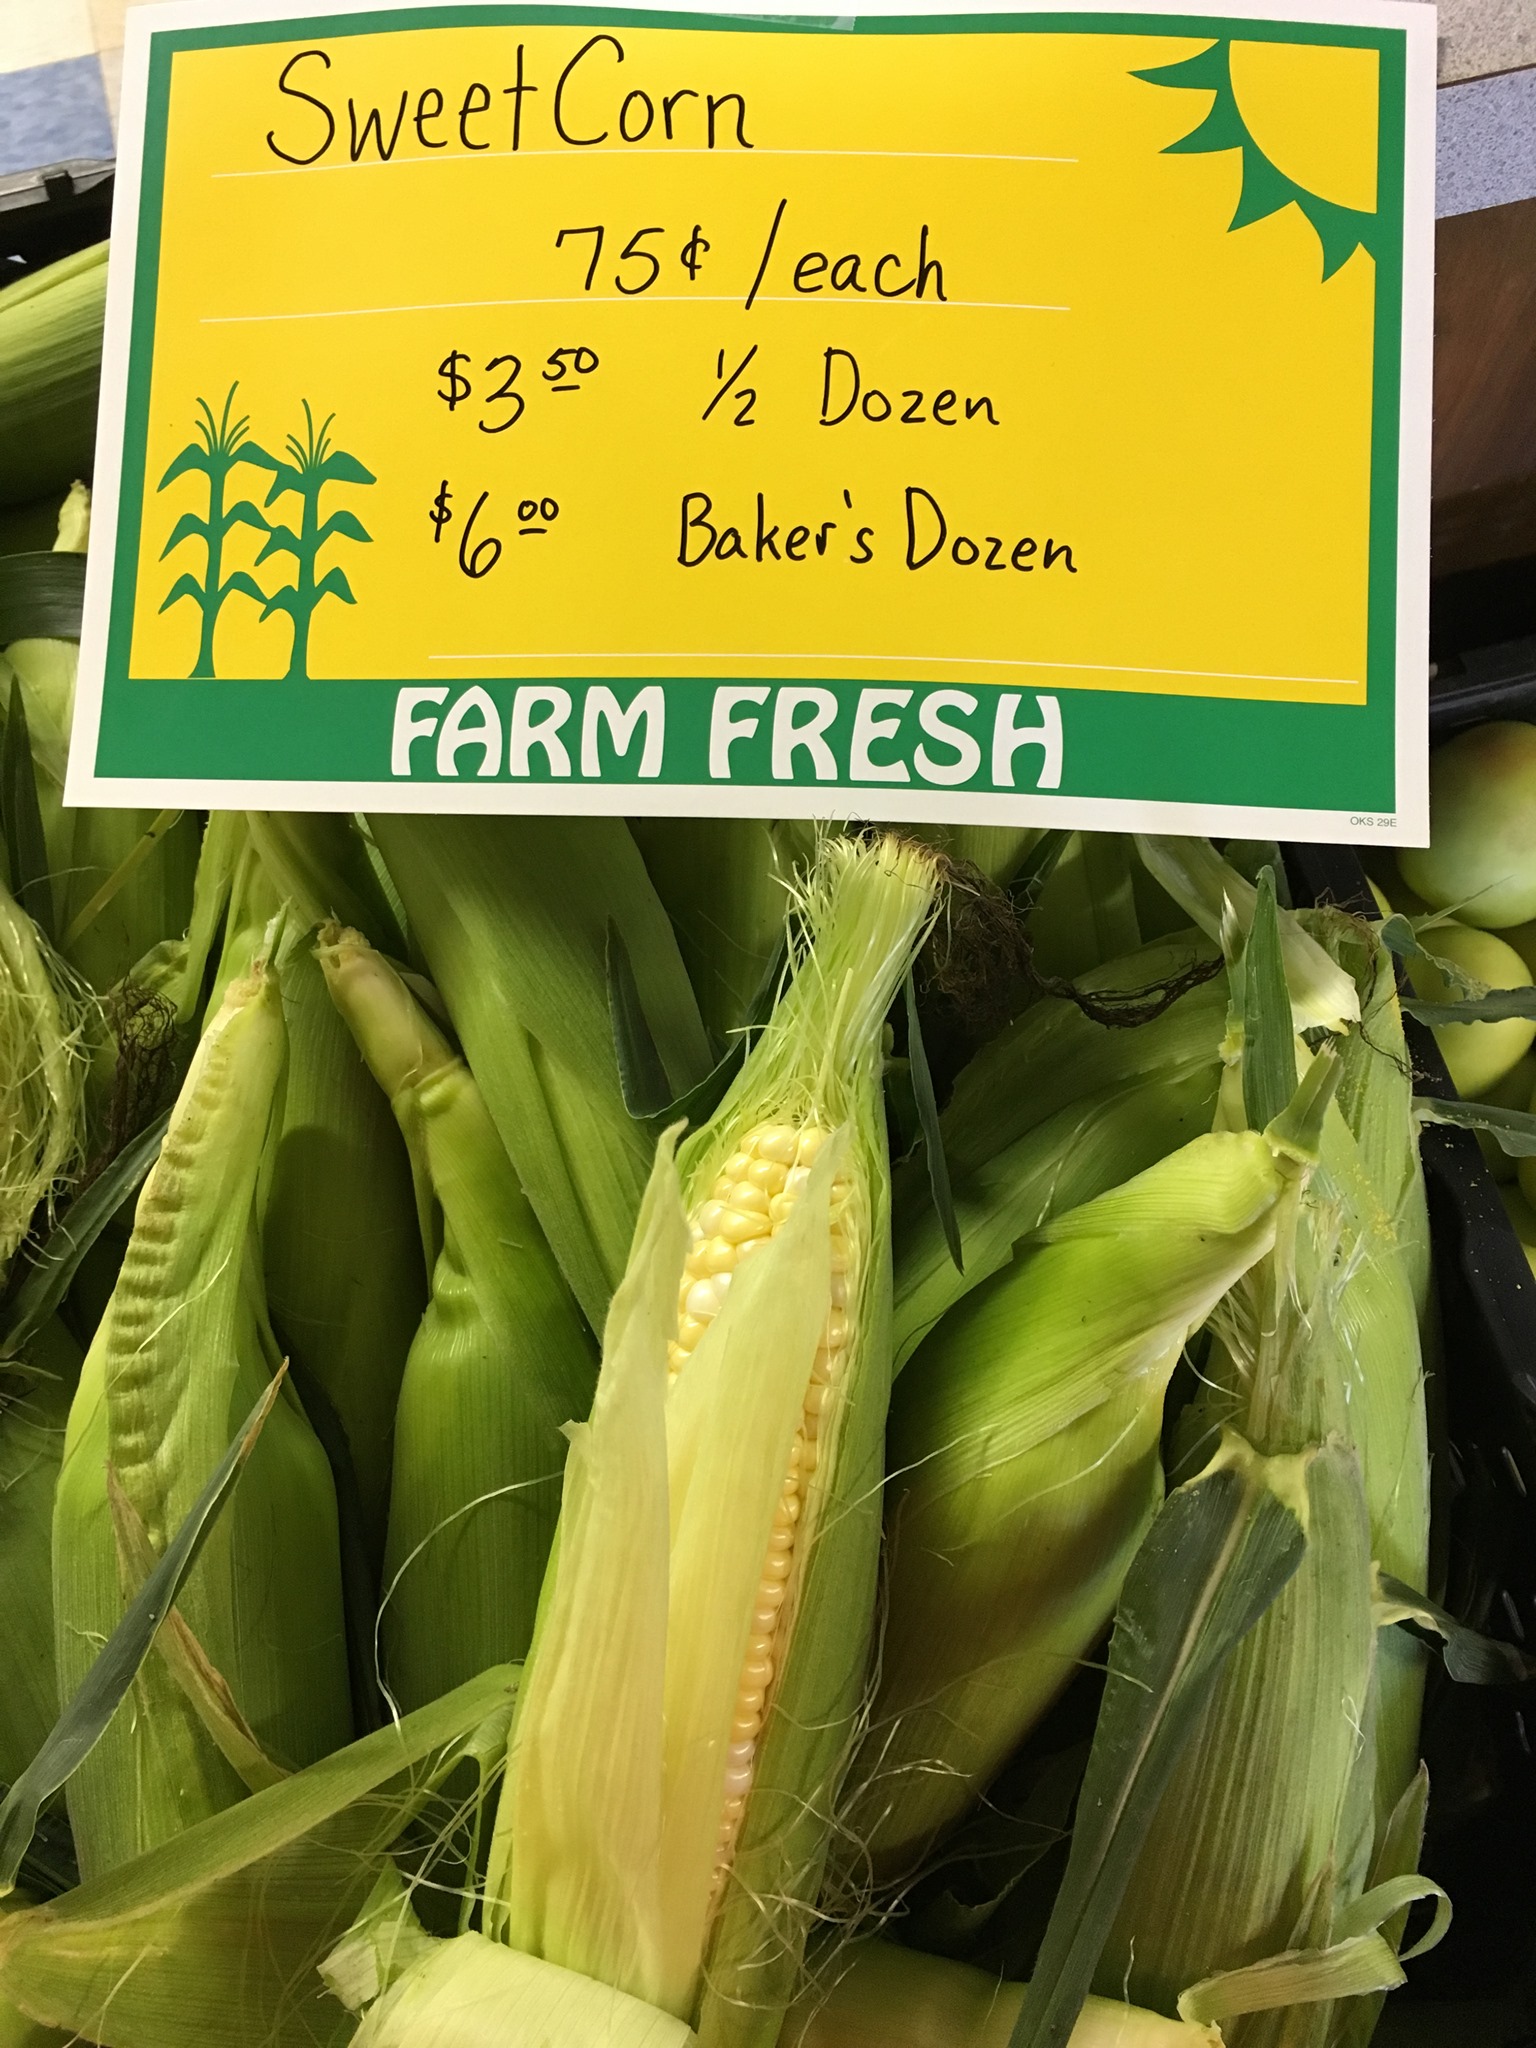 Sweet Corn
75¢ / each
$3.50 1/2 Dozen
$6.00 Baker's Dozen
FARM FRESH
OKS 29E